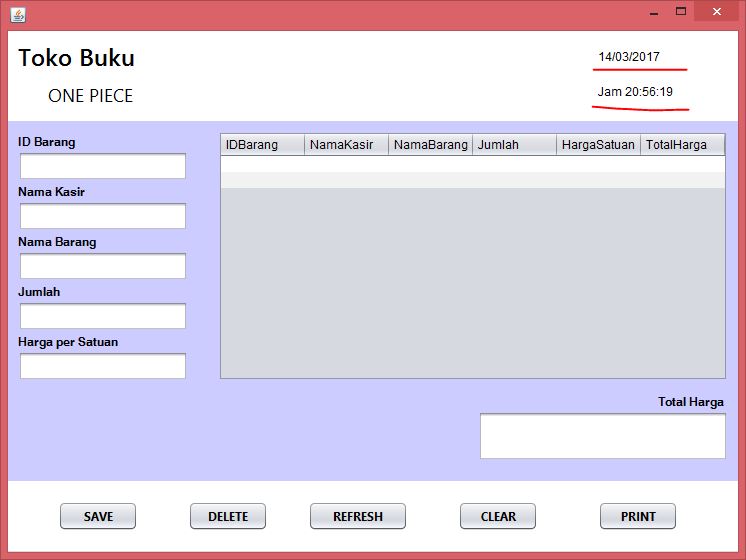 Toko Buku
14/03/2017
ONE PIECE
Jam 20:56:19
ID Barang
IDBarang NamaKasir NamaBarang Jumlah HargaSatuan TotalHarga
Nama Kasir
Nama Barang
Jumlah
Harga per Satuan
Total Harga
SAVE DELETE REFRESH CLEAR PRINT